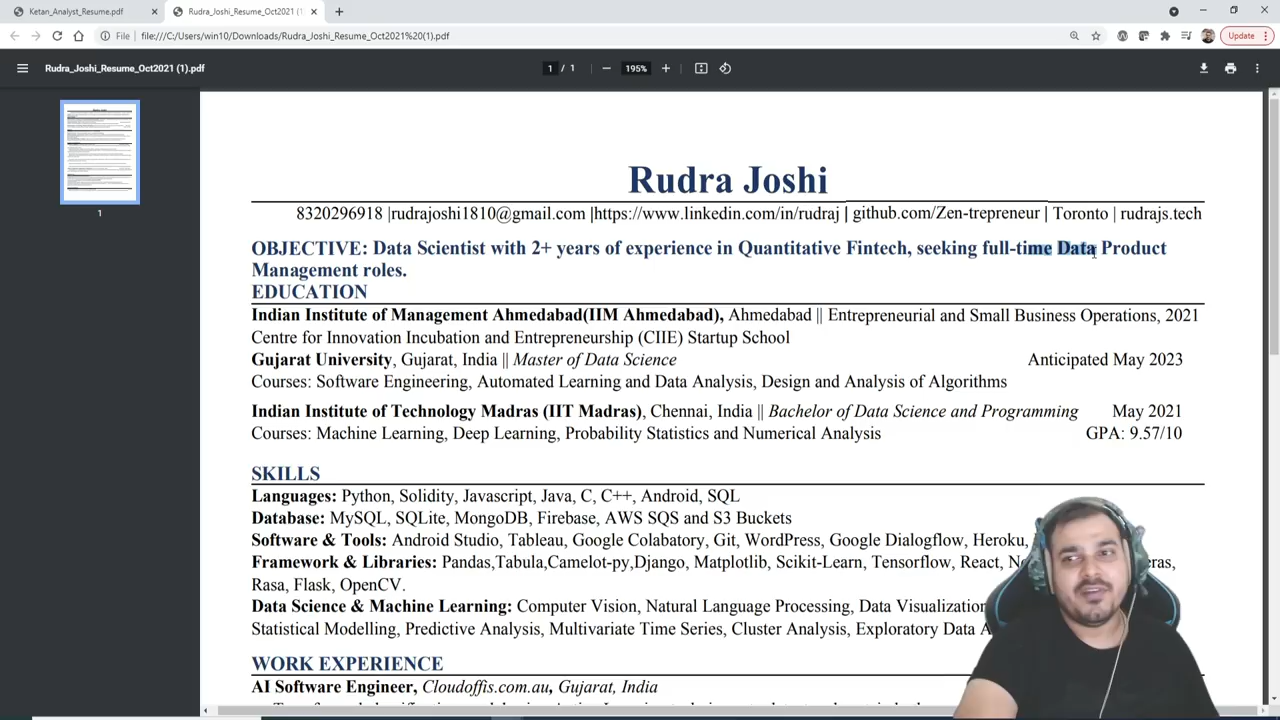 Ketan_Analyst_Resume.pdf × Rudra_Joshi_Resume_Oct2021 (1) × +
File file:///C:/Users/win10/Downloads/Rudra_Joshi_Resume_Oct2021%20(1).pdf Update
Rudra_Joshi_Resume_Oct2021 (1).pdf 1 / 1 195%
1
Rudra Joshi
8320296918 |rudrajoshi1810@gmail.com |https://www.linkedin.com/in/rudraj | github.com/Zen-trepreneur | Toronto | rudrajs.tech
OBJECTIVE: Data Scientist with 2+ years of experience in Quantitative Fintech, seeking full-time Data Product
Management roles.
EDUCATION
Indian Institute of Management Ahmedabad(IIM Ahmedabad), Ahmedabad || Entrepreneurial and Small Business Operations, 2021
Centre for Innovation Incubation and Entrepreneurship (CIIE) Startup School
Gujarat University, Gujarat, India || Master of Data Science Anticipated May 2023
Courses: Software Engineering, Automated Learning and Data Analysis, Design and Analysis of Algorithms
Indian Institute of Technology Madras (IIT Madras), Chennai, India || Bachelor of Data Science and Programming May 2021
Courses: Machine Learning, Deep Learning, Probability Statistics and Numerical Analysis GPA: 9.57/10
SKILLS
Languages: Python, Solidity, Javascript, Java, C, C++, Android, SQL
Database: MySQL, SQLite, MongoDB, Firebase, AWS SQS and S3 Buckets
Software & Tools: Android Studio, Tableau, Google Colabatory, Git, WordPress, Google Dialogflow, Heroku,
Framework & Libraries: Pandas,Tabula,Camelot-py,Django, Matplotlib, Scikit-Learn, Tensorflow, React,
Rasa, Flask, OpenCV.
Data Science & Machine Learning: Computer Vision, Natural Language Processing, Data Visualization
Statistical Modelling, Predictive Analysis, Multivariate Time Series, Cluster Analysis, Exploratory Data
WORK EXPERIENCE
AI Software Engineer, Cloudoffis.com.au, Gujarat, India